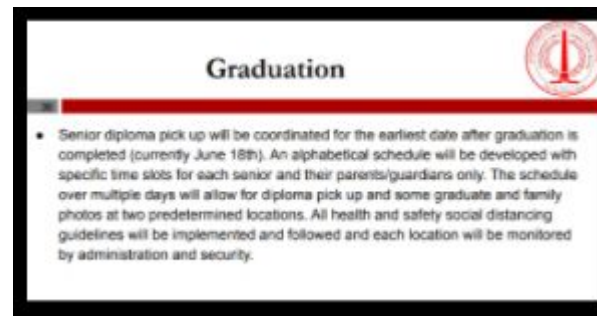 Graduation
● Senior diploma pick up will be coordinated for the earliest date after graduation is
completed (currently June 18th). An alphabetical schedule will be developed with
specific time slots for each senior and their parents/guardians only. The schedule
over multiple days will allow for diploma pick up and some graduate and family
photos at two predetermined locations. All health and safety social distancing
guidelines will be implemented and followed and each location will be monitored
by administration and security.